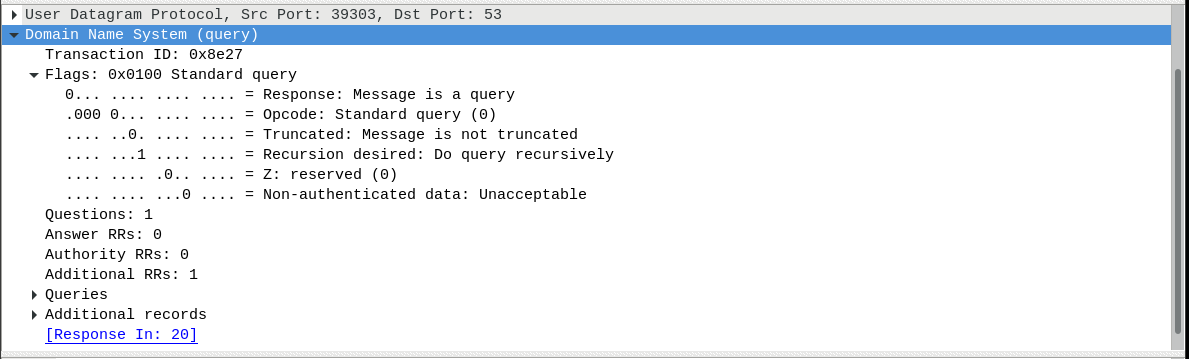 User Datagram Protocol, Src Port: 39303, Dst Port: 53
Domain Name System (query)
Transaction ID: 0x8e27
Flags: 0x0100 Standard query
0... .... .... .... = Response: Message is a query
.000 0... .... .... = Opcode: Standard query (0)
.... ..0. .... .... = Truncated: Message is not truncated
.... ...1 .... .... = Recursion desired: Do query recursively
.... .... .0.. .... = Z: reserved (0)
.... .... ...0 .... = Non-authenticated data: Unacceptable
Questions: 1
Answer RRs: 0
Authority RRs: 0
Additional RRs: 1
Queries
Additional records
[Response In: 20]